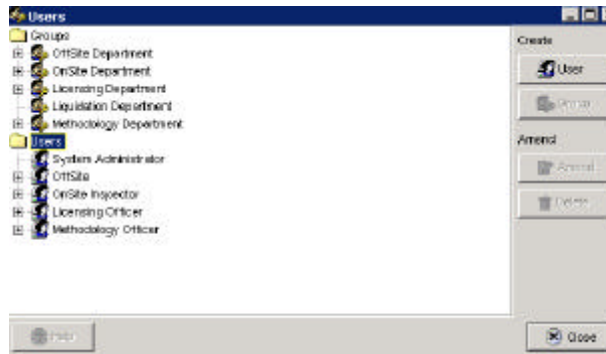 Users
Groups
OffSite Department
OnSite Department
Licensing Department
Liquidation Department
Methodology Department
Users
System Administrator
OffSite
OnSite Inspector
Licensing Officer
Methodology Officer
Create
User
Group
Amend
Amend
Delete
Close